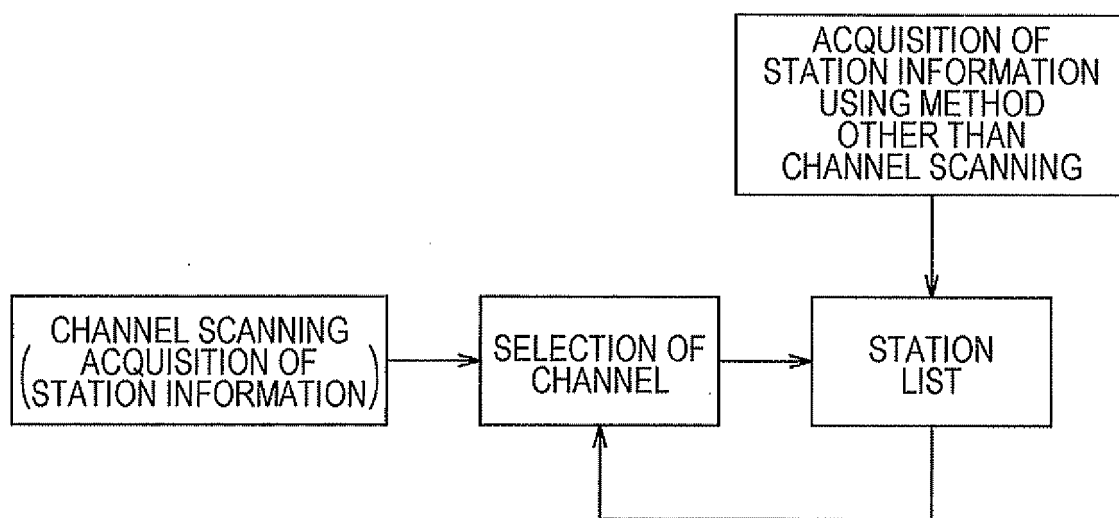 ACQUISITION OF
STATION INFORMATION
USING METHOD
OTHER THAN
CHANNEL SCANNING
CHANNEL SCANNING
(ACQUISITION OF
STATION INFORMATION)
SELECTION OF
CHANNEL
STATION
LIST